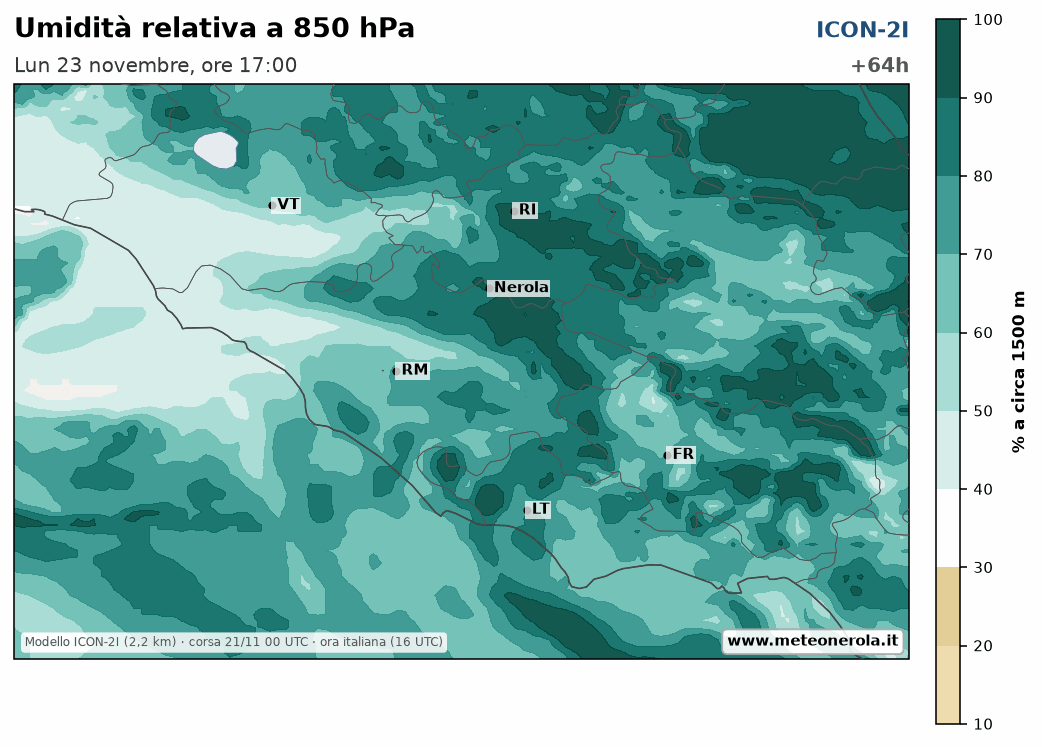 Umidità relativa a 850 hPa
ICON-2I
Lun 23 novembre, ore 17:00
+64h
100
90
80
70
60
50
40
30
20
10
% a circa 1500 m
VT
RI
Nerola
RM
FR
LT
Modello ICON-2I (2,2 km) · corsa 21/11 00 UTC · ora italiana (16 UTC)
www.meteonerola.it